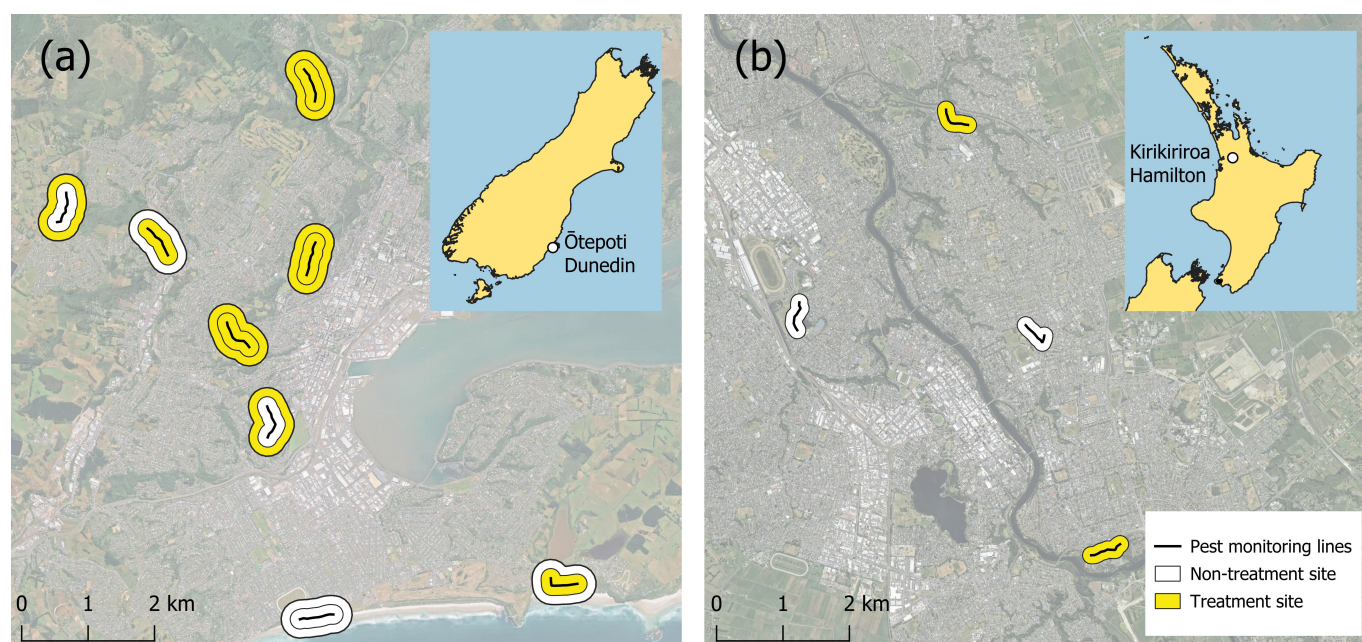 (a)
Ōtepoti
Dunedin
0 1 2 km
(b)
Kirikiriroa
Hamilton
Pest monitoring lines
Non-treatment site
Treatment site
0 1 2 km